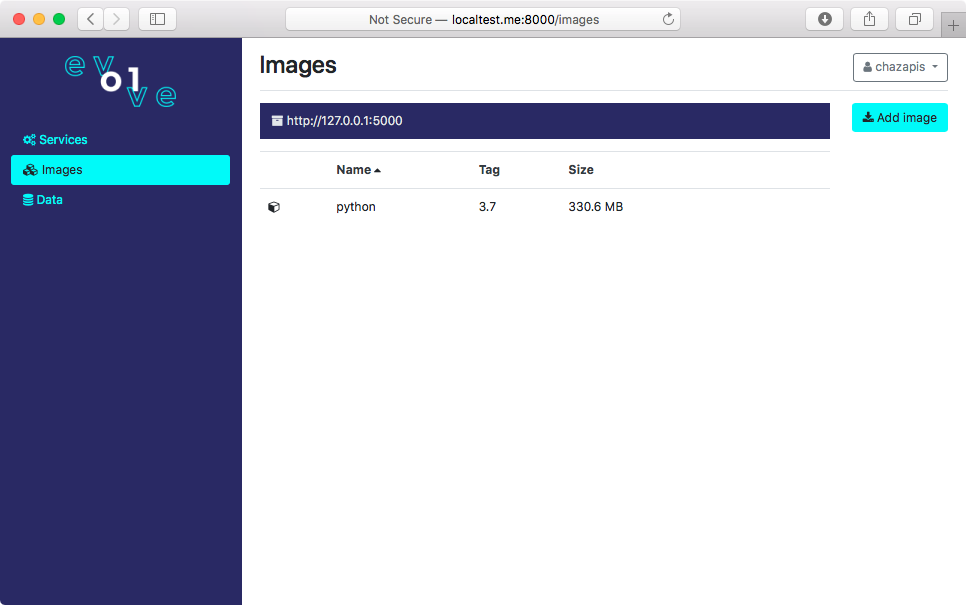 Not Secure — localtest.me:8000/images
evolve
Services
Images
Data
Images
chazapis
http://127.0.0.1:5000
Add image
Name Tag Size
python 3.7 330.6 MB